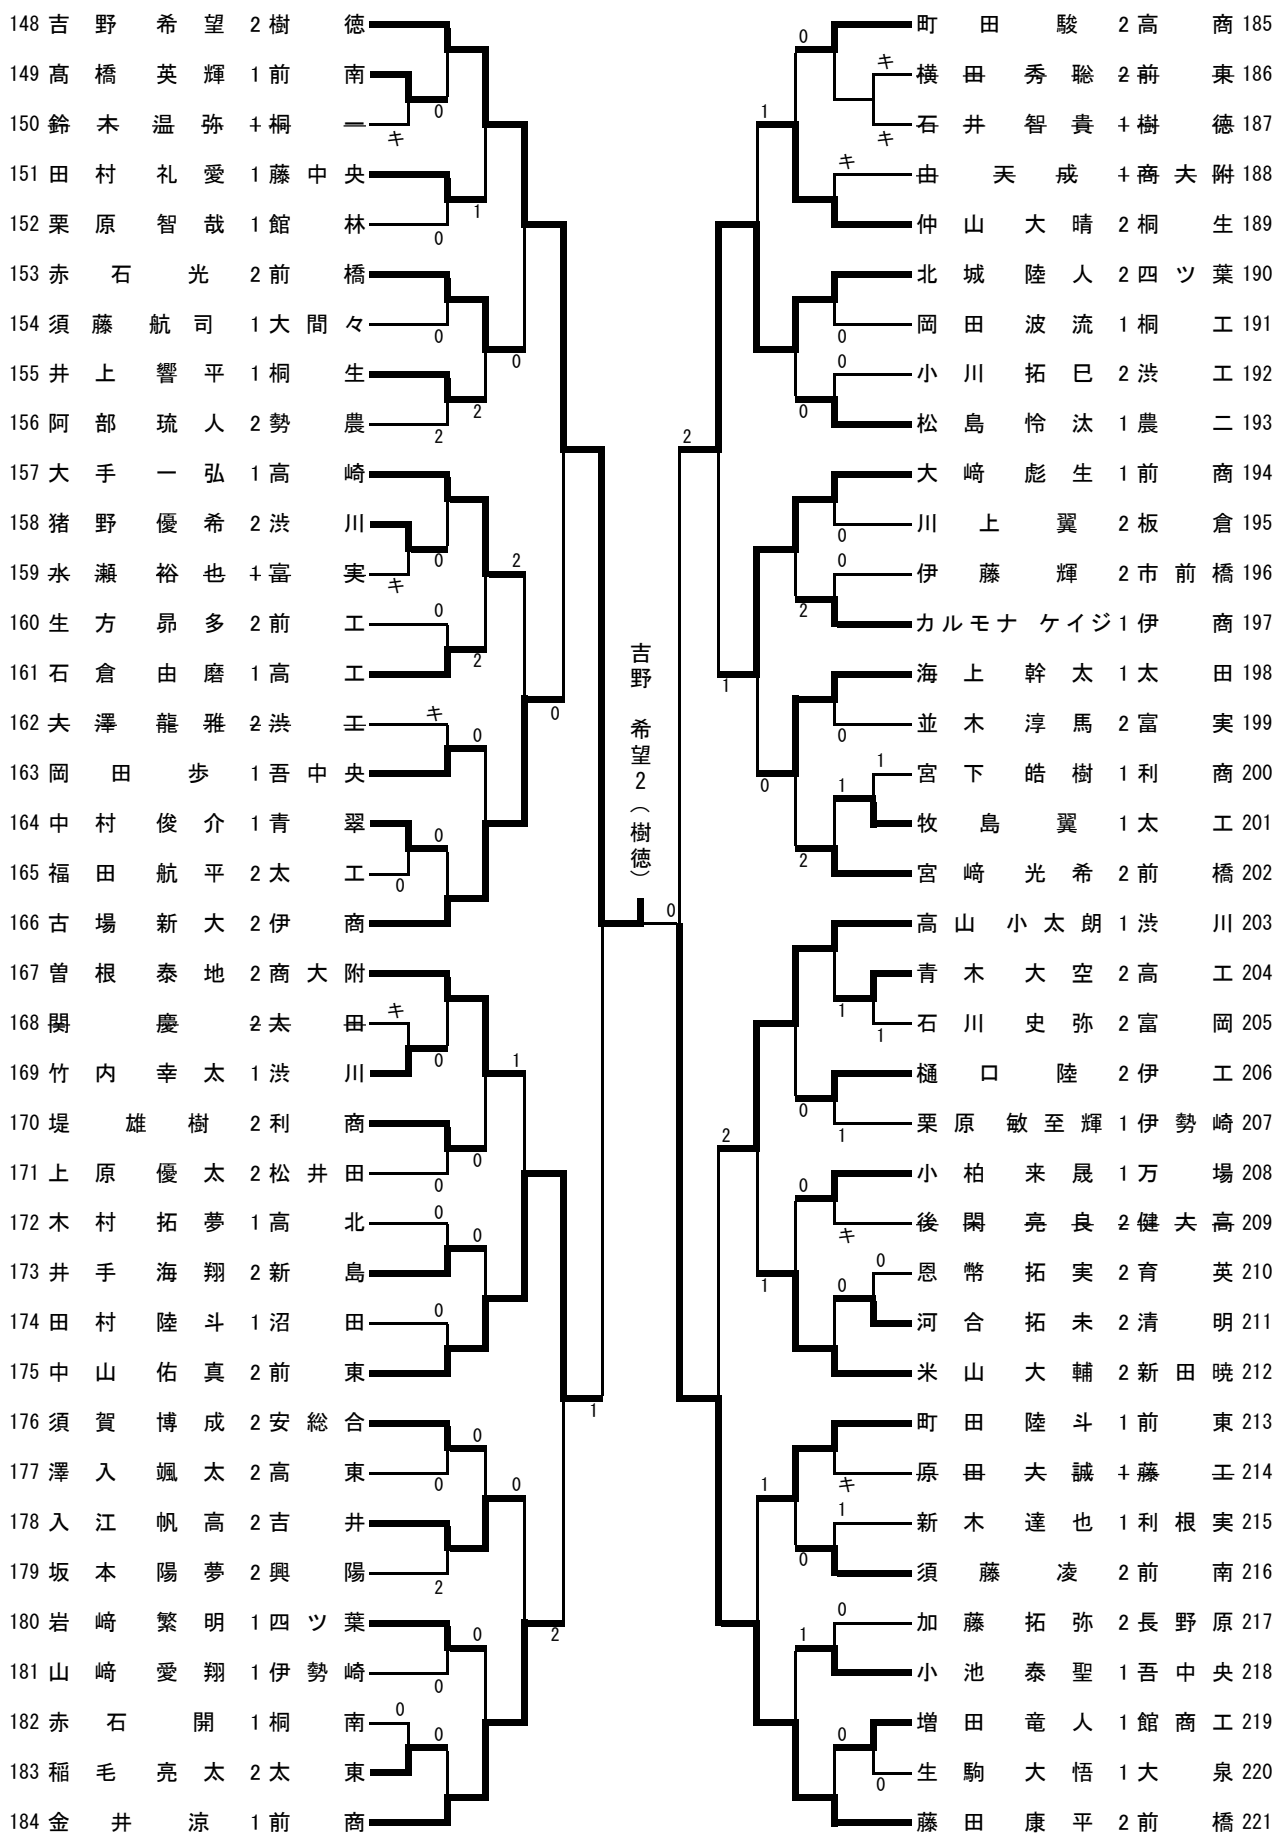 148 吉野希望 2 樹徳
149 髙橋英輝 1 前南
150 鈴木温弥 1 桐一
151 田村礼愛 1 藤中央
152 栗原智哉 1 館林
153 赤石光 2 前橋
154 須藤航司 1 大間々
155 井上響平 1 桐生
156 阿部琉人 2 勢農
157 大手一弘 1 高崎
158 猪野優希 2 渋川
159 水瀬裕也 1 富実
160 生方昴多 2 前工
161 石倉由磨 1 高工
162 大澤龍雅 2 渋工
163 岡田歩 1 吾中央
164 中村俊介 1 青翠
165 福田航平 2 太工
166 古場新大 2 伊商
167 曽根泰地 2 商大附
168 関慶 2 太田
169 竹内幸太 1 渋川
170 堤雄樹 2 利商
171 上原優太 2 松井田
172 木村拓夢 1 高北
173 井手海翔 2 新島
174 田村陸斗 1 沼田
175 中山佑真 2 前東
176 須賀博成 2 安総合
177 澤入颯太 2 高東
178 入江帆高 2 吉井
179 坂本陽夢 2 興陽
180 岩﨑繁明 1 四ツ葉
181 山﨑愛翔 1 伊勢崎
182 赤石開 1 桐南
183 稲毛亮太 2 太東
184 金井涼 1 前商
吉野 希望2(樹徳)
町田駿 2 高商 185
横田秀聡 2 前東 186
石井智貴 1 樹徳 187
由天成 1 商大附 188
仲山大晴 2 桐生 189
北城陸人 2 四ツ葉 190
岡田波流 1 桐工 191
小川拓巳 2 渋工 192
松島怜汰 1 農二 193
大﨑彪生 1 前商 194
川上翼 2 板倉 195
伊藤輝 2 市前橋 196
カルモナ ケイジ 1 伊商 197
海上幹太 1 太田 198
並木淳馬 2 富実 199
宮下皓樹 1 利商 200
牧島翼 1 太工 201
宮﨑光希 2 前橋 202
高山小太朗 1 渋川 203
青木大空 2 高工 204
石川史弥 2 富岡 205
樋口陸 2 伊工 206
栗原敏至輝 1 伊勢崎 207
小柏来晟 1 万場 208
後閑亮良 2 健大高 209
恩幣拓実 2 育英 210
河合拓未 2 清明 211
米山大輔 2 新田暁 212
町田陸斗 1 前東 213
原田大誠 1 藤工 214
新木達也 1 利根実 215
須藤凌 2 前南 216
加藤拓弥 2 長野原 217
小池泰聖 1 吾中央 218
増田竜人 1 館商工 219
生駒大悟 1 大泉 220
藤田康平 2 前橋 221